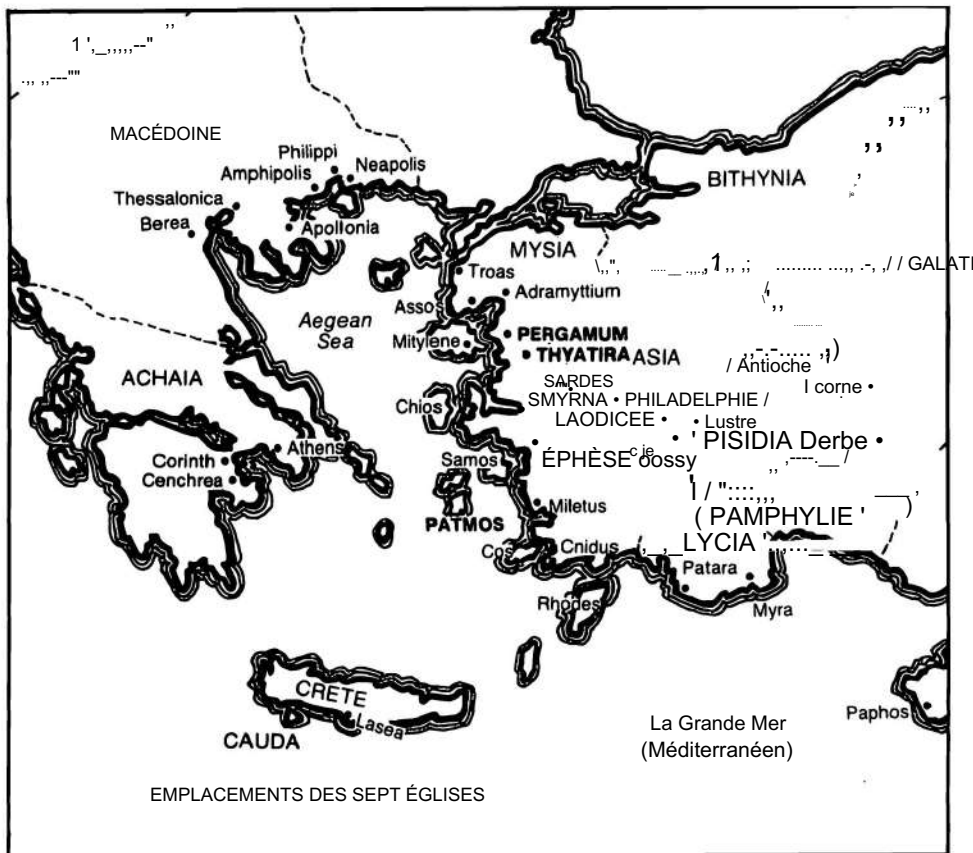 MACÉDOINE
Philippi
Neapolis
Amphipolis
Thessalonica
Berea
Apollonia
BITHYNIA
MYSIA
Troas
/ / GALATI
Assos
Adramyttium
Aegean
Sea
Mitylene
PERGAMUM
THYATIRA ASIA
/ Antioche
I corne •
ACHAIA
SARDES
Chios
SMYRNA • PHILADELPHIE /
LAODICEE •
• Lustre
Athens
Corinth
Cenchrea
Samos
ÉPHÈSE
• ' PISIDIA Derbe •
Miletus
PATMOS
( PAMPHYLIE '
LYCIA
Cos
Cnidus
Patara
Rhodes
Myra
CRETE
Lasea
CAUDA
Paphos
La Grande Mer
(Méditerranéen)
EMPLACEMENTS DES SEPT ÉGLISES